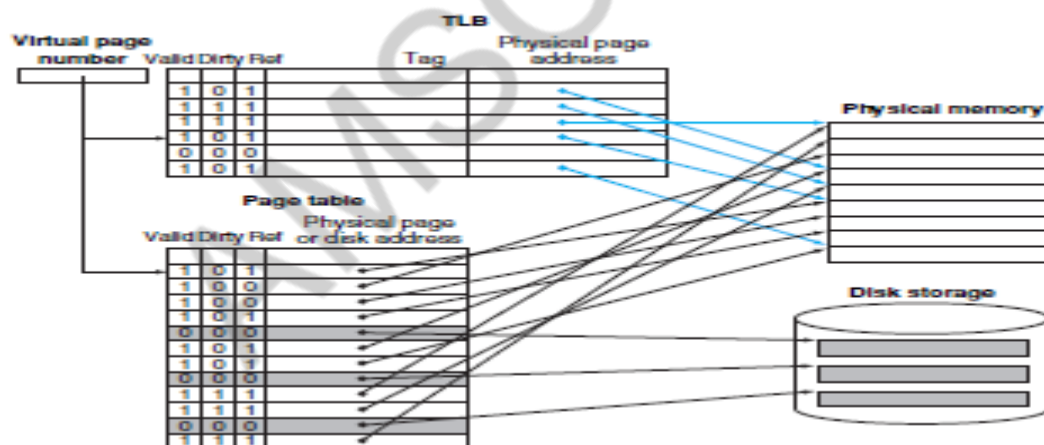 TLB
Virtual page
number
Valid Dirty Ref
Tag
Physical page
address
1 0 1
1 1 1
1 1 1
1 0 1
0 0 0
1 0 1
Physical memory
Page table
Physical page
or disk address
Valid Dirty Ref
1 0 1
1 0 0
1 0 0
1 0 1
0 0 0
1 0 1
1 0 1
0 0 0
1 1 1
1 1 1
0 0 0
1 1 1
Disk storage
AMSC